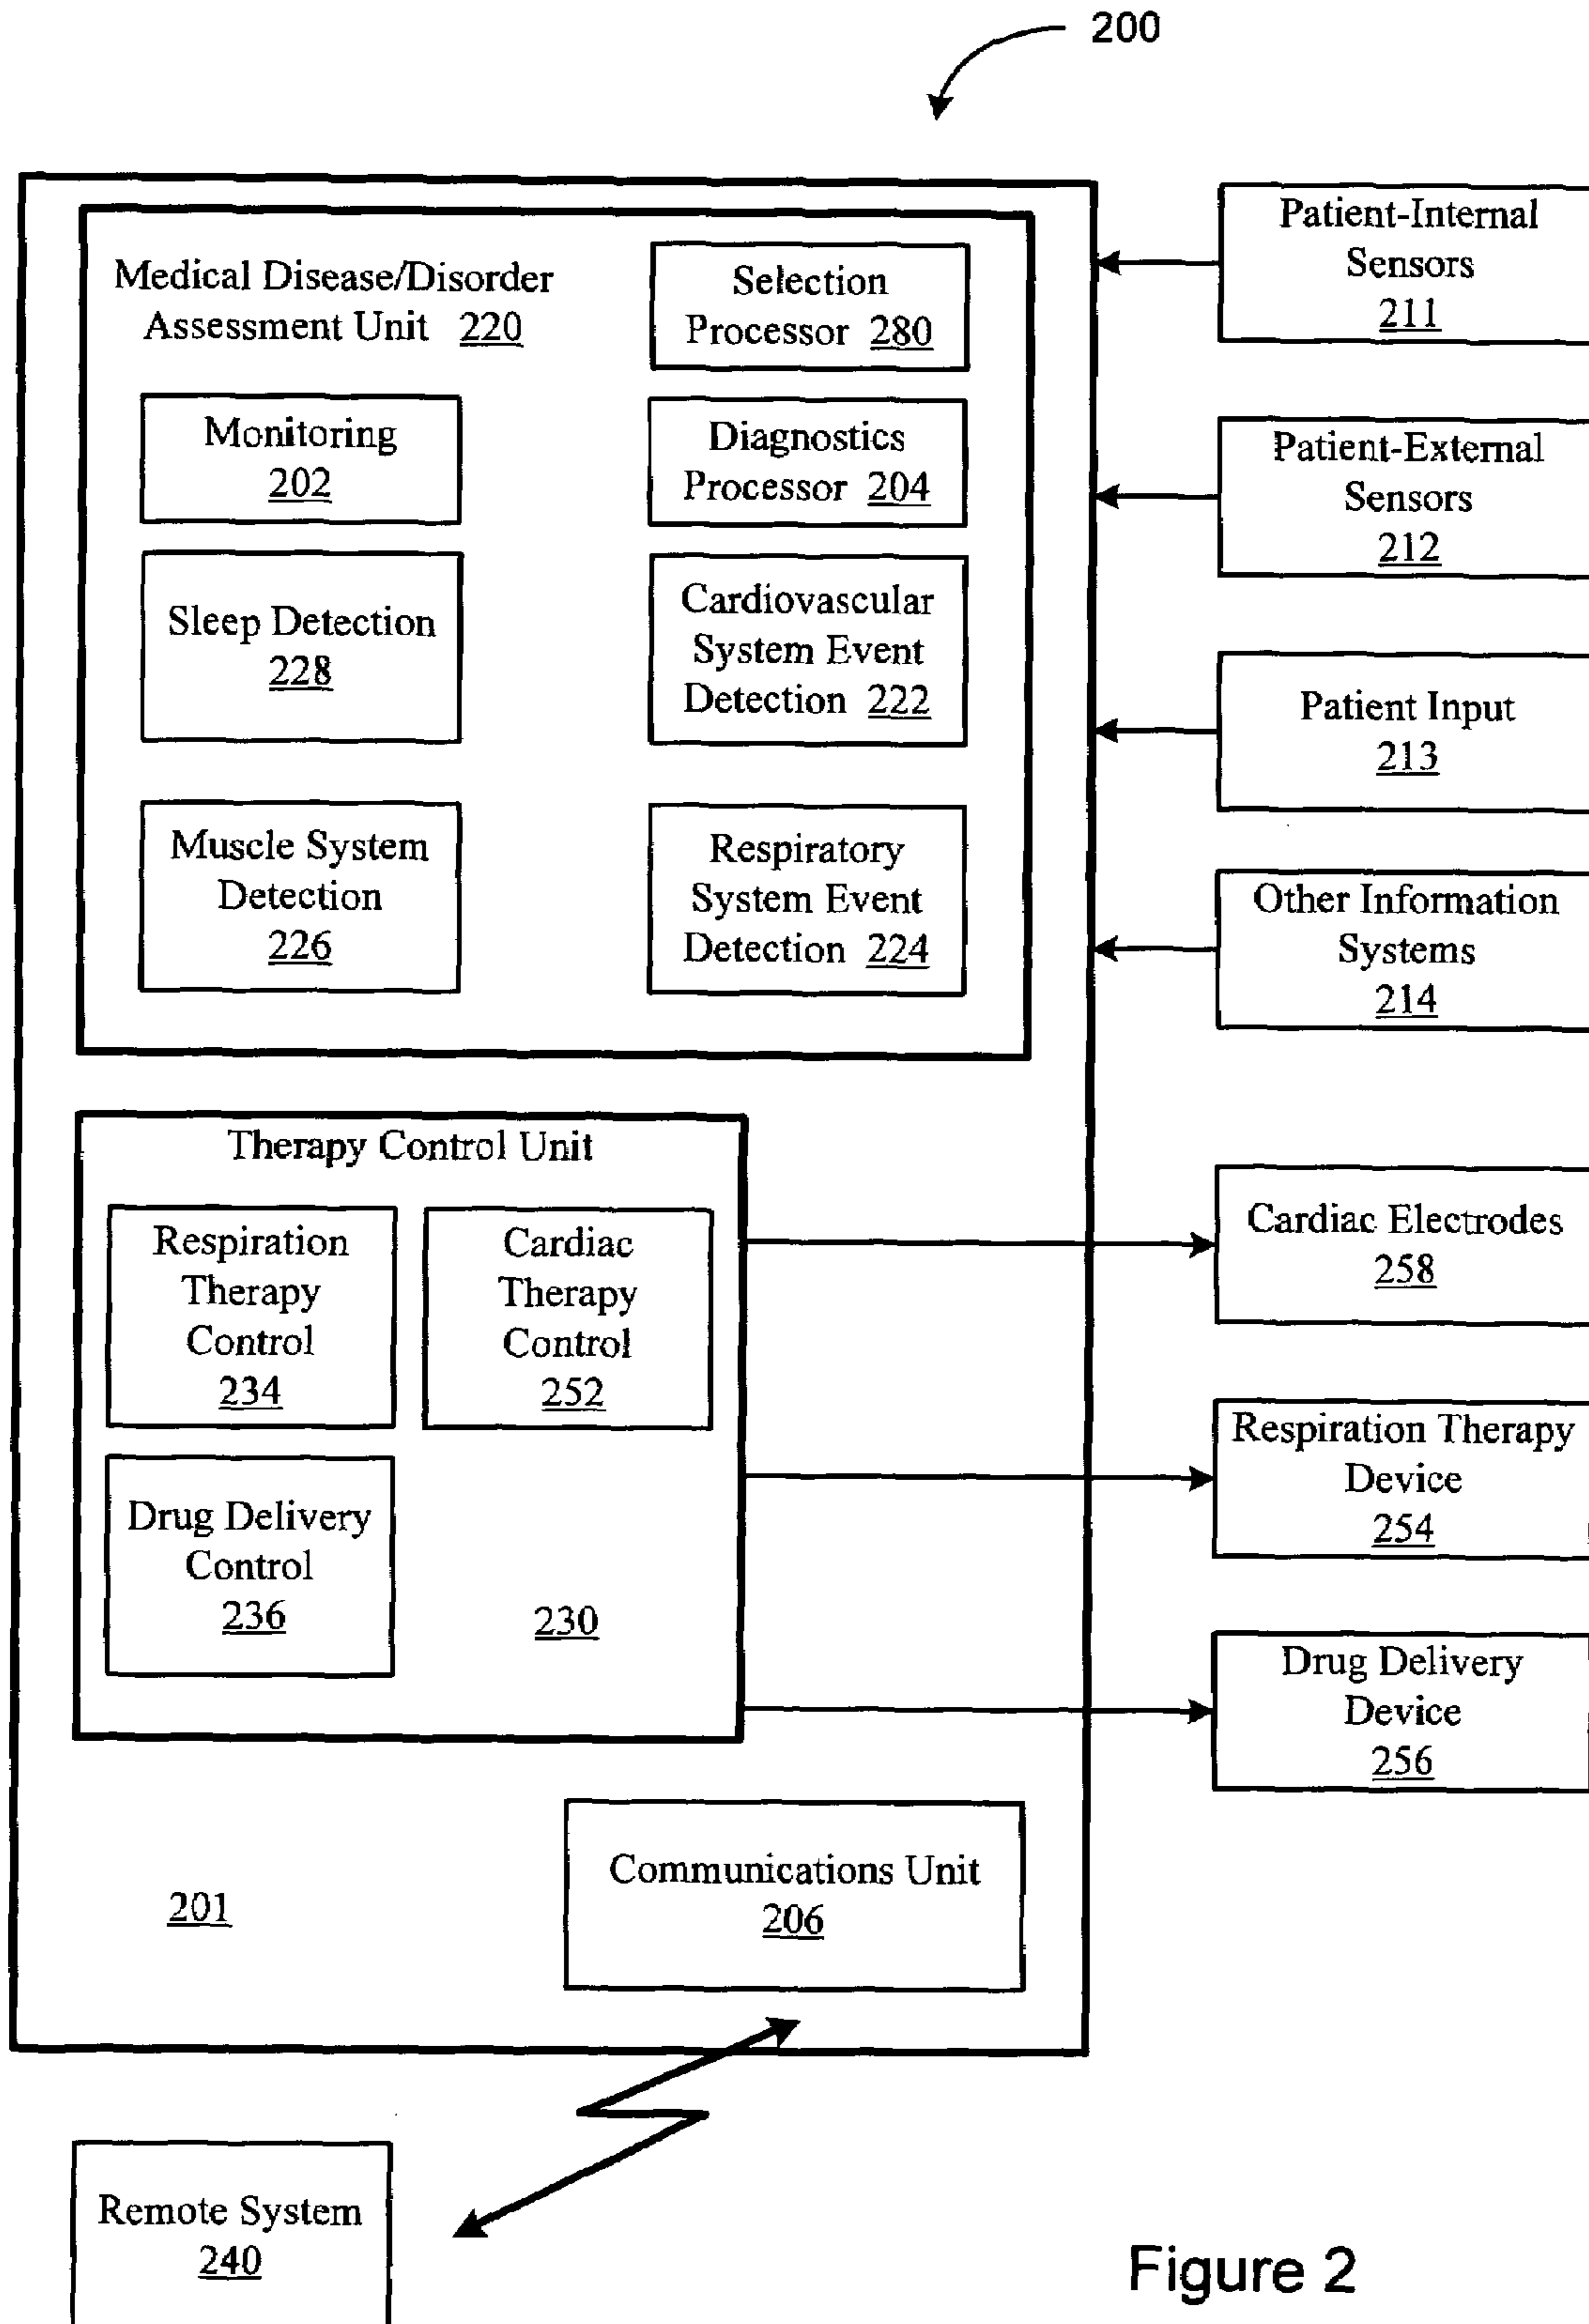 200
Medical Disease/Disorder
Assessment Unit 220
Selection
Processor 280
Monitoring
202
Diagnostics
Processor 204
Sleep Detection
228
Cardiovascular
System Event
Detection 222
Muscle System
Detection
226
Respiratory
System Event
Detection 224
Patient-Internal
Sensors
211
Patient-External
Sensors
212
Patient Input
213
Other Information
Systems
214
Therapy Control Unit
Respiration
Therapy
Control
234
Cardiac
Therapy
Control
252
Drug Delivery
Control
236
230
Cardiac Electrodes
258
Respiration Therapy
Device
254
Drug Delivery
Device
256
Communications Unit
206
201
Remote System
240
Figure 2